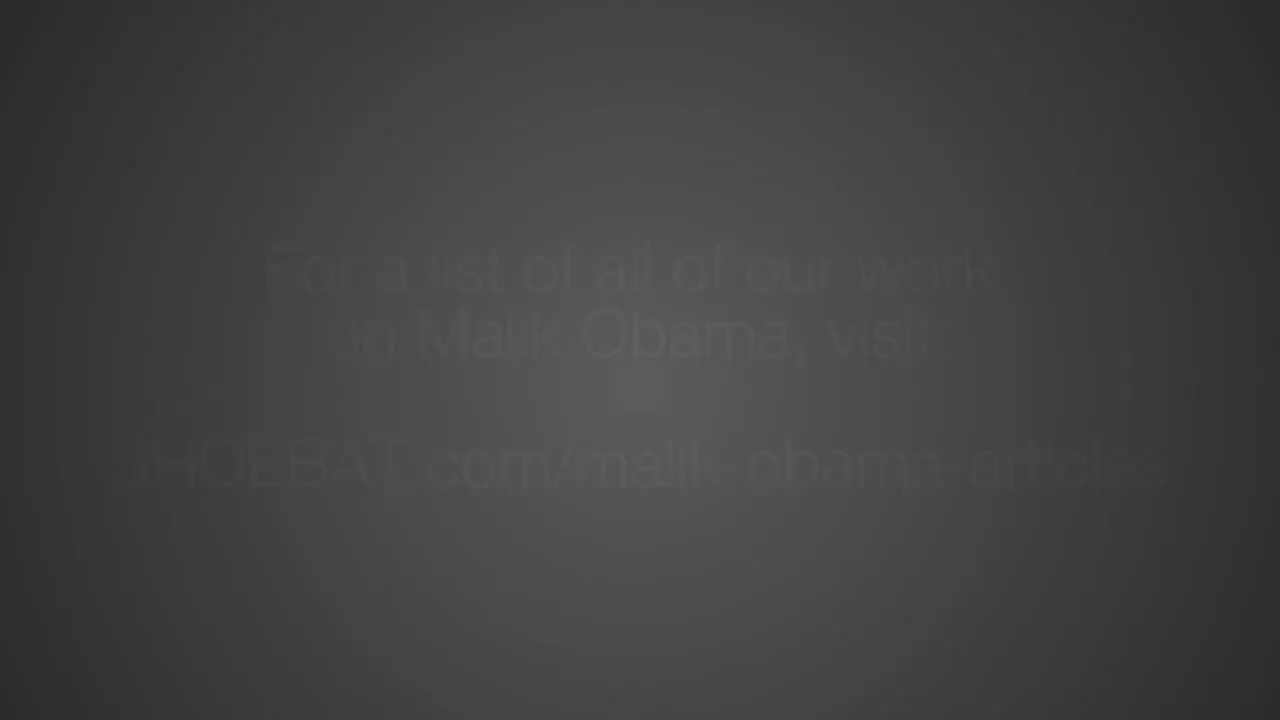 For a list of all of our work
on Malik Obama, visit:
SHOEBAT.com/malik-obama-articles